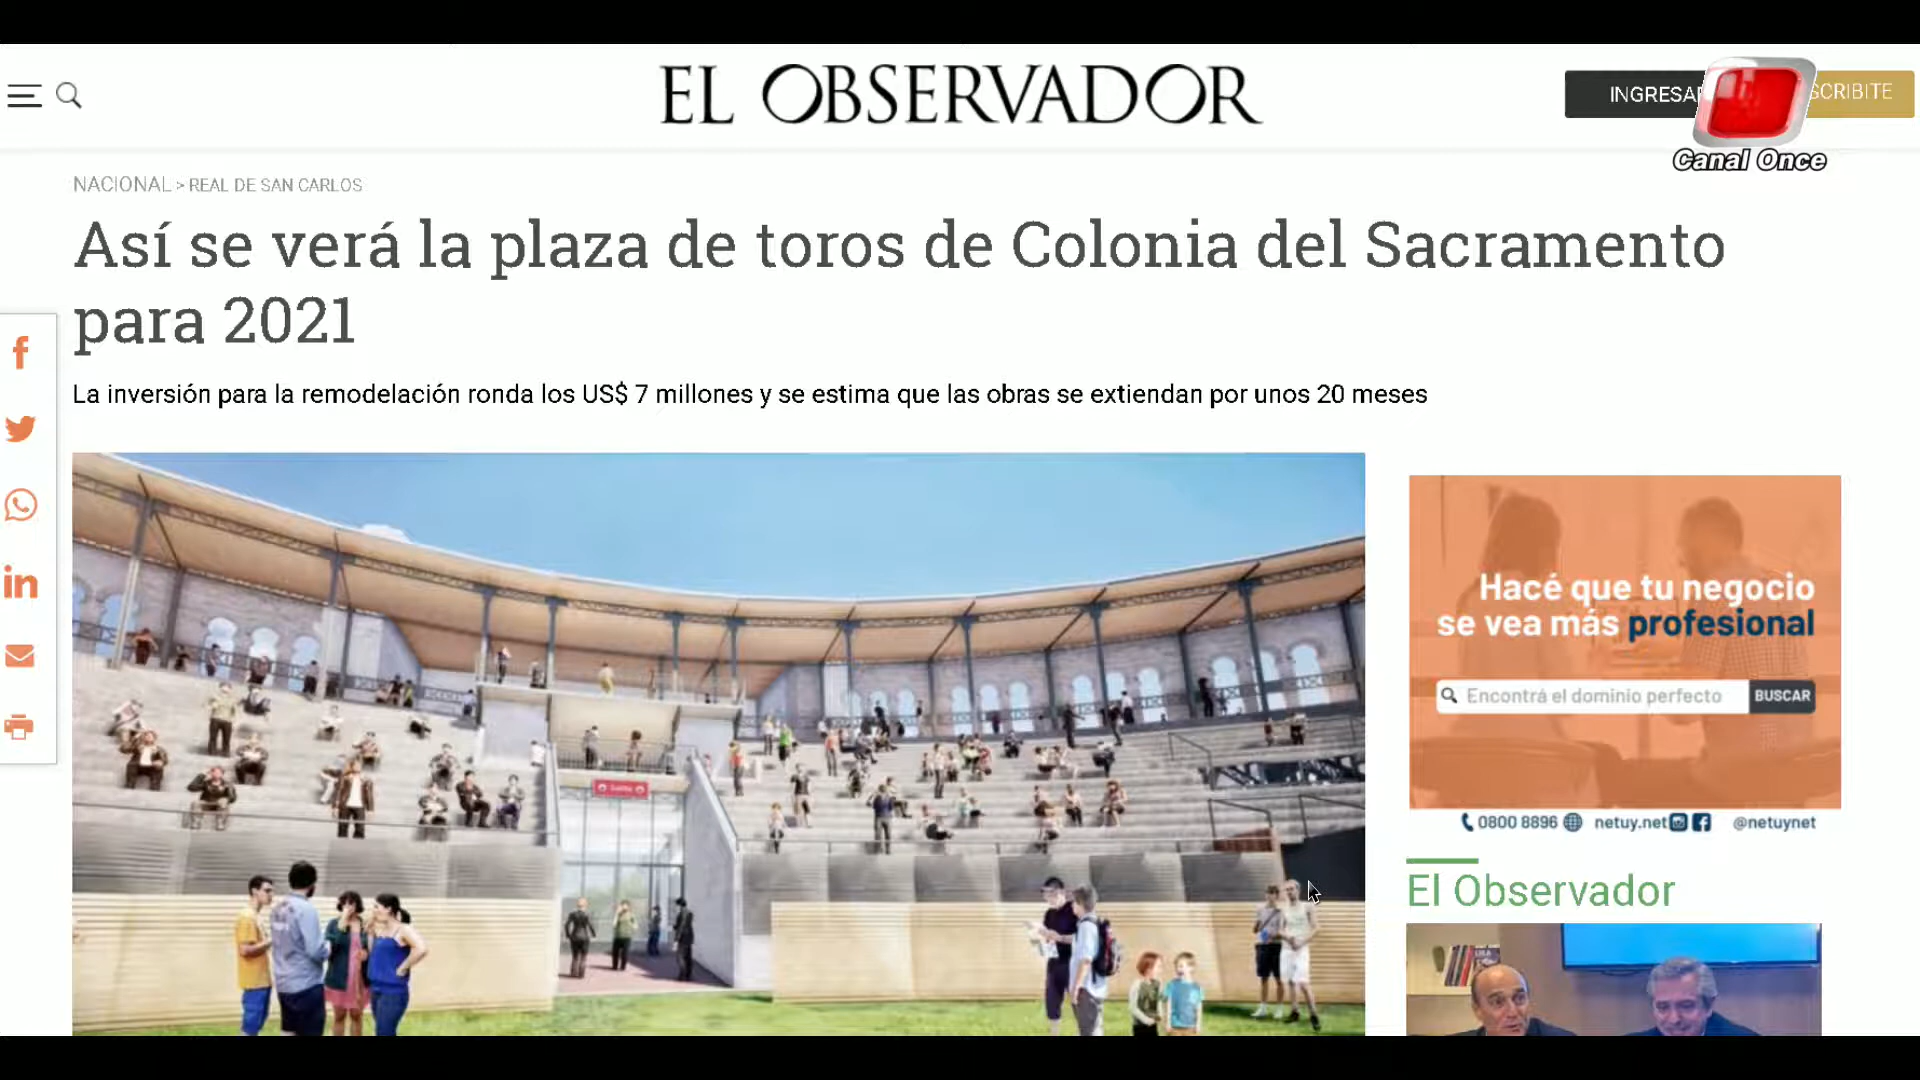 EL OBSERVADOR
INGRESAR
SCRIBITE
Canal Once
NACIONAL > REAL DE SAN CARLOS
Así se verá la plaza de toros de Colonia del Sacramento
para 2021
La inversión para la remodelación ronda los US$ 7 millones y se estima que las obras se extiendan por unos 20 meses
Hacé que tu negocio
se vea más profesional
Encontrá el dominio perfecto
BUSCAR
0800 8896 netuy.net @netuynet
El Observador